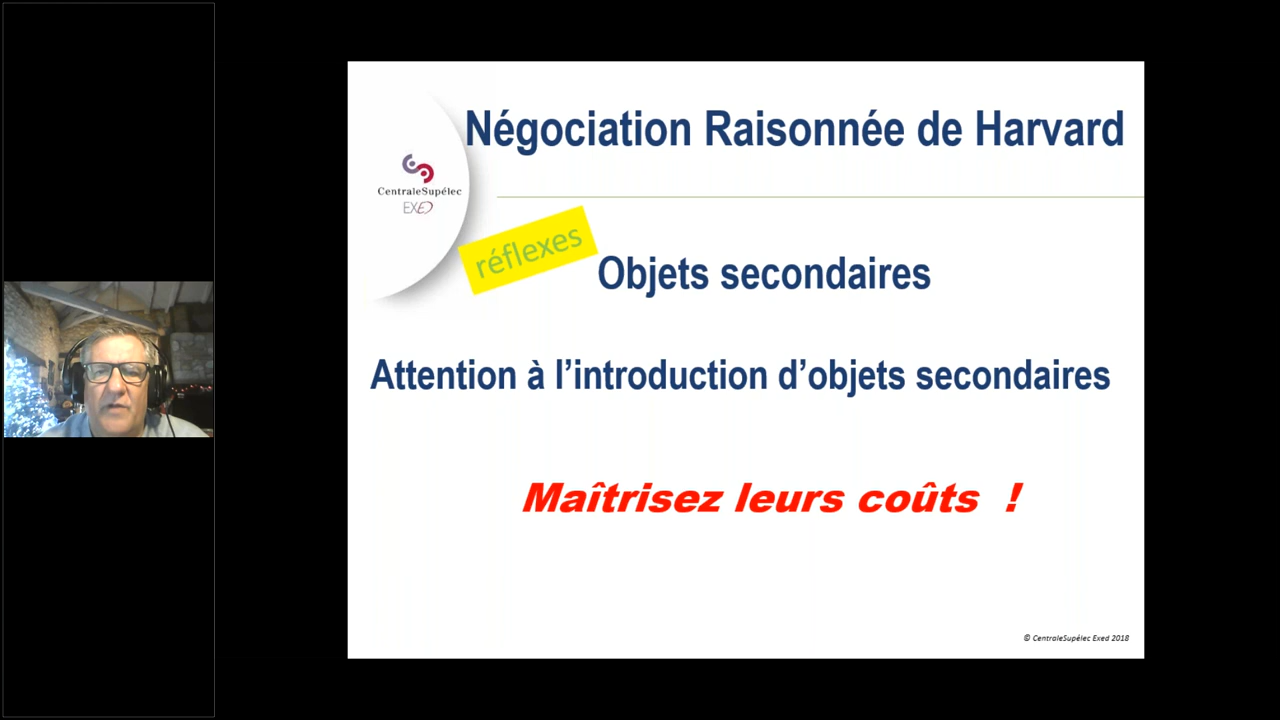 Négociation Raisonnée de Harvard
CentraleSupélec
EXED
réflexes
Objets secondaires
Attention à l’introduction d’objets secondaires
Maîtrisez leurs coûts !
© CentraleSupélec Exed 2018